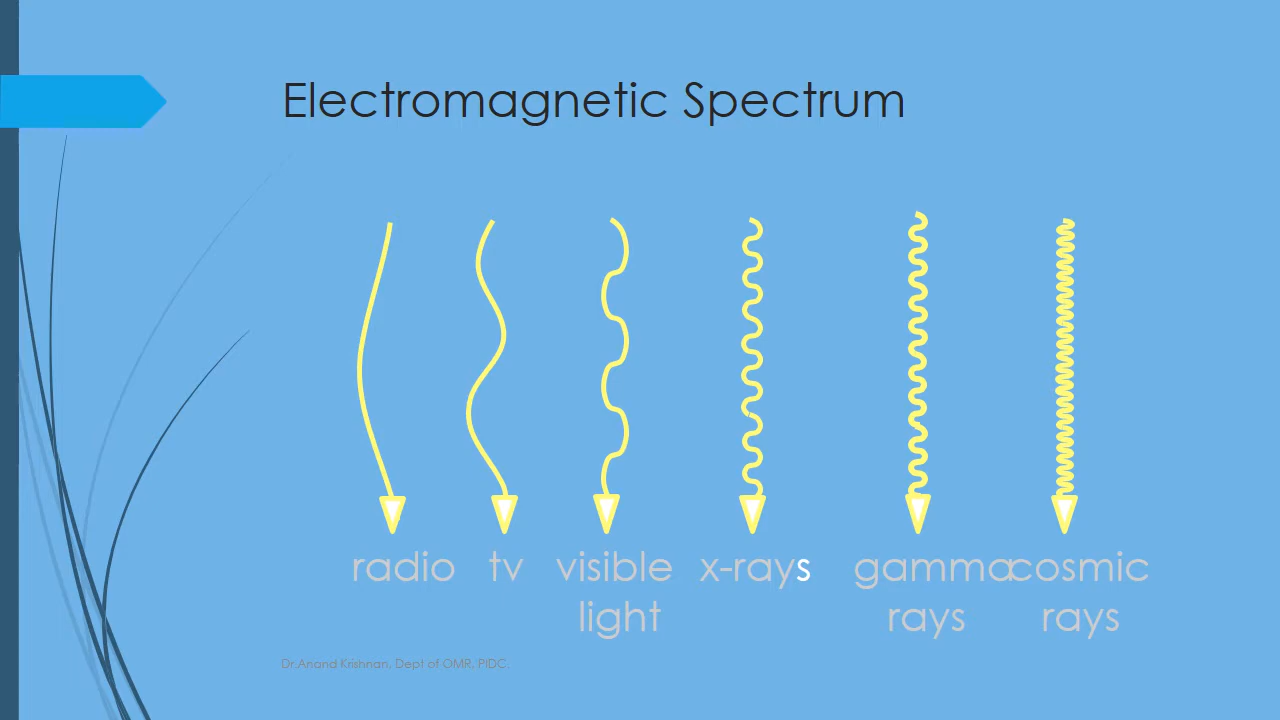 Electromagnetic Spectrum
radio tv visible x-rays gamma cosmic
light rays rays
Dr.Anand Krishnan, Dept of OMR, PIDC.